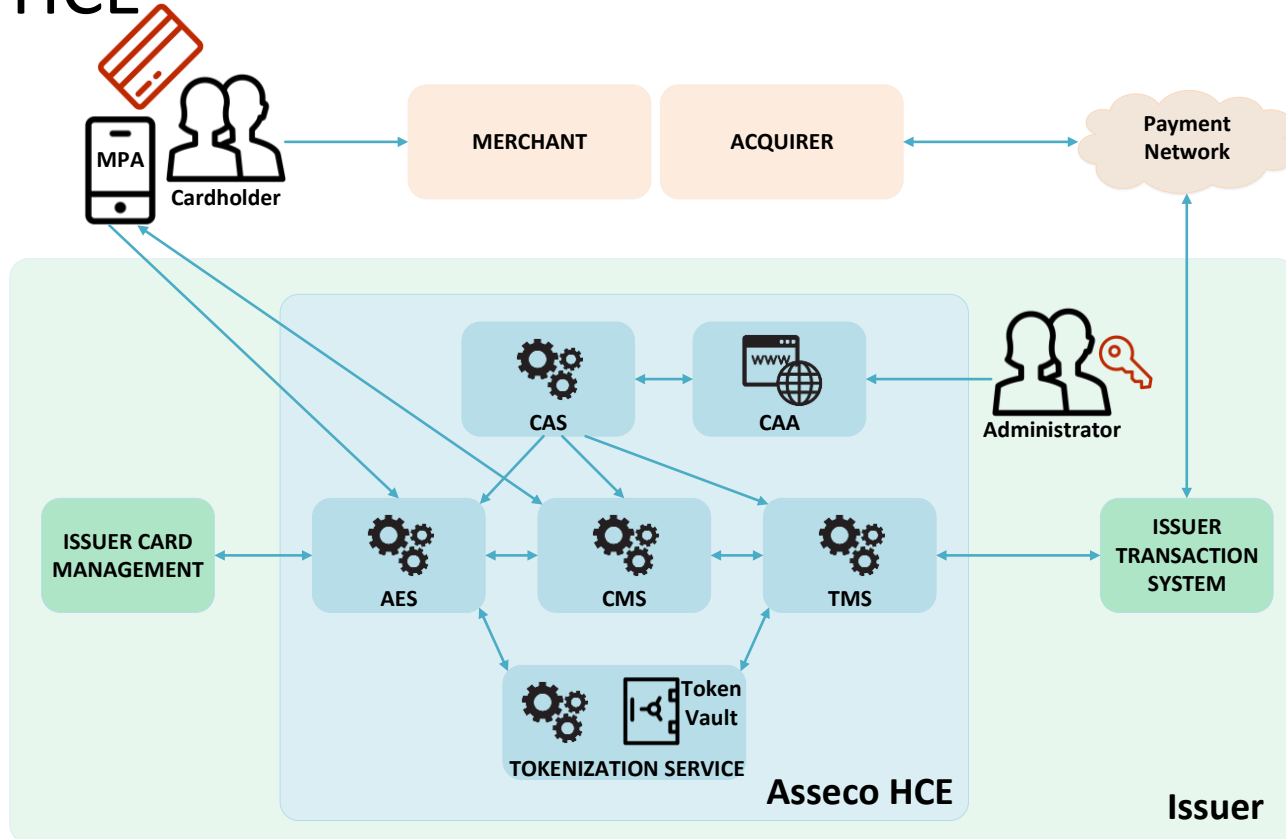 HCE
MPA
Cardholder
MERCHANT
ACQUIRER
Payment
Network
WWW
CAS
CAA
Administrator
ISSUER CARD
MANAGEMENT
AES
CMS
TMS
ISSUER
TRANSACTION
SYSTEM
Token
Vault
TOKENIZATION SERVICE
Asseco HCE
Issuer